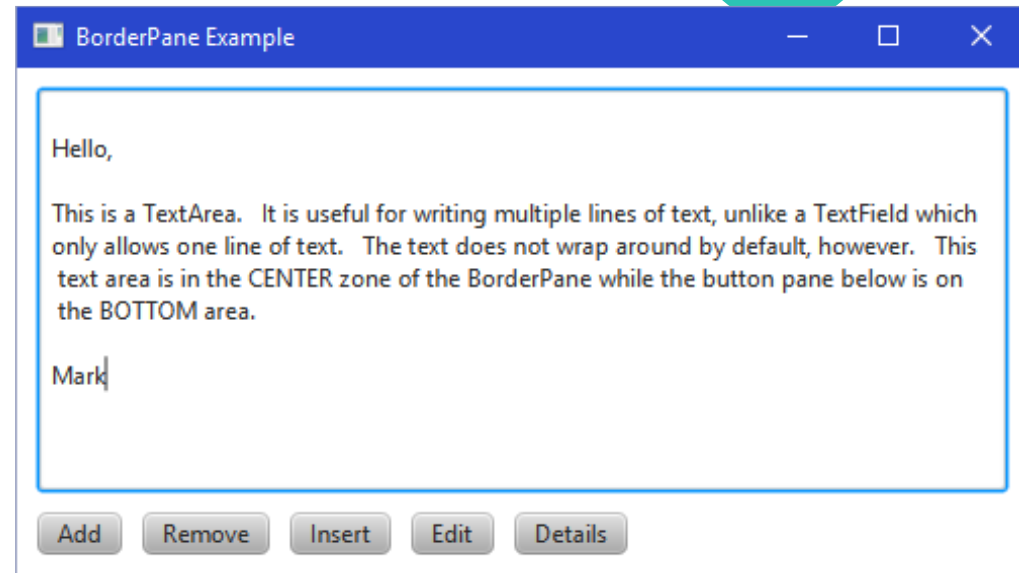 BorderPane Example
Hello,
This is a TextArea.   It is useful for writing multiple lines of text, unlike a TextField which
only allows one line of text.   The text does not wrap around by default, however.   This
text area is in the CENTER zone of the BorderPane while the button pane below is on
the BOTTOM area.
Mark
Add Remove Insert Edit Details